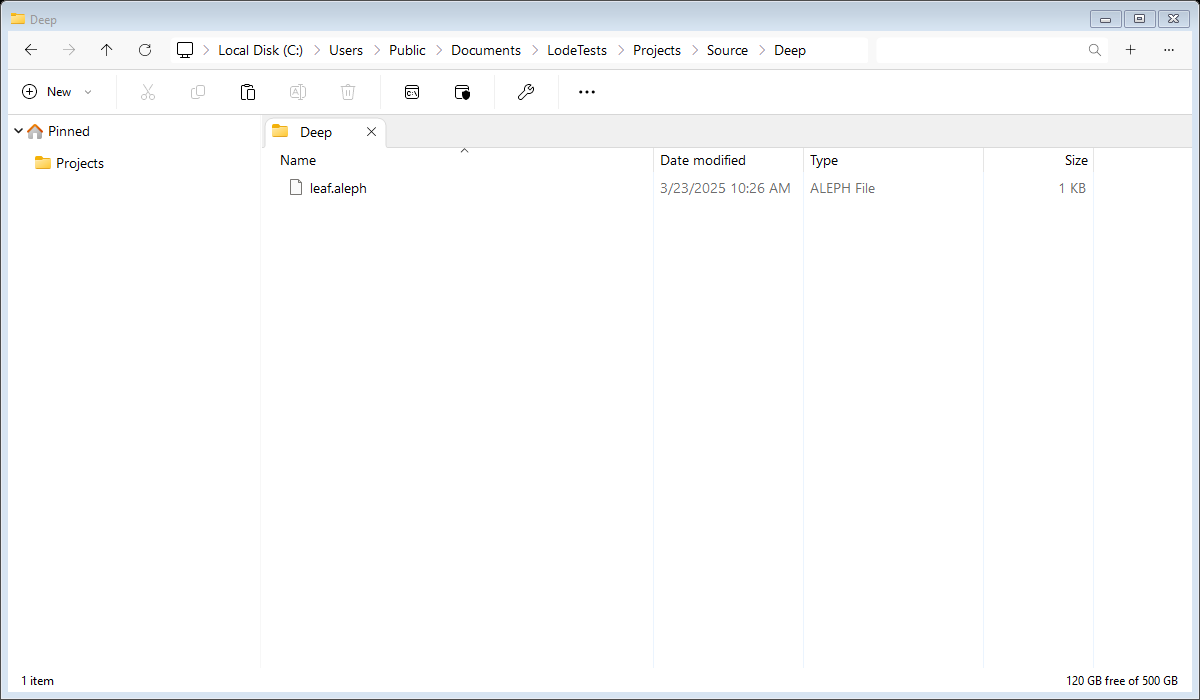 Deep
Local Disk (C:) Users Public Documents LodeTests Projects Source Deep
New
Pinned
Projects
Deep
Name Date modified Type Size
leaf.aleph 3/23/2025 10:26 AM ALEPH File 1 KB
1 item 120 GB free of 500 GB